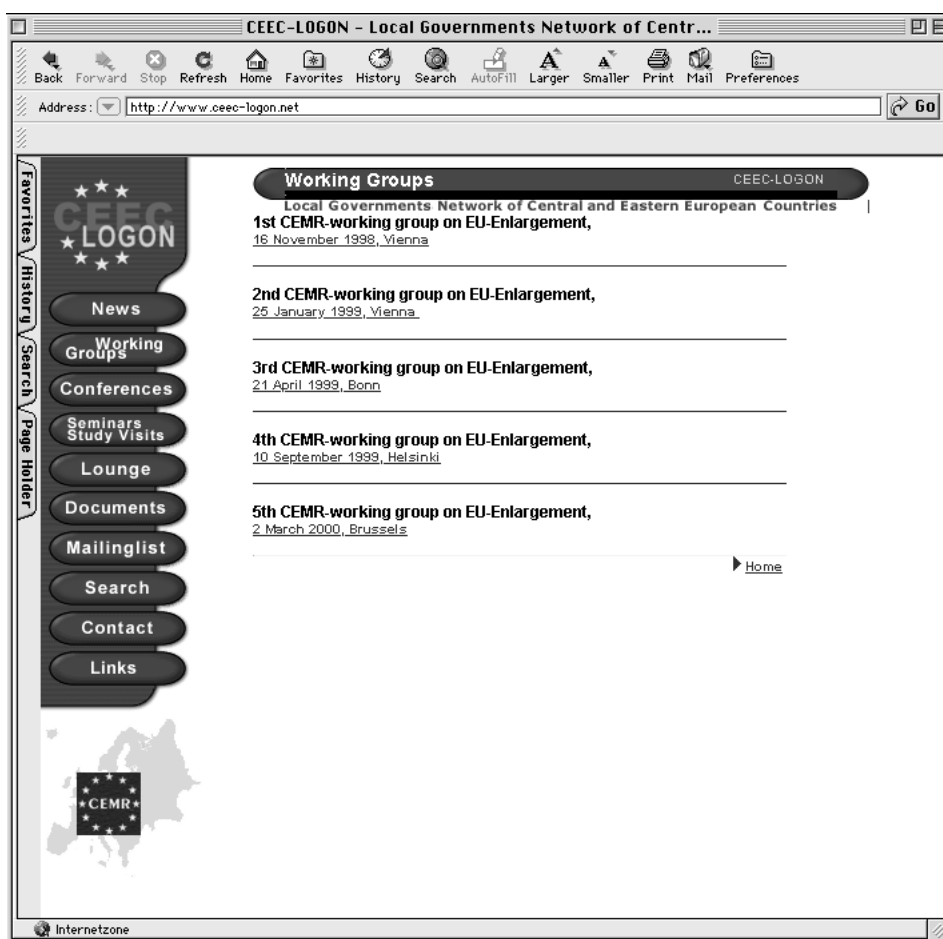 CEEC-LOGON – Local Governments Network of Centr...
Back Forward Stop Refresh Home Favorites History Search AutoFill Larger Smaller Print Mail Preferences
Address: http://www.ceec-logon.net Go
Favorites
History
Search
Page Holder
CEEC
LOGON
News
Working
Groups
Conferences
Seminars
Study Visits
Lounge
Documents
Mailinglist
Search
Contact
Links
CEMR
Working Groups CEEC-LOGON
Local Governments Network of Central and Eastern European Countries |
1st CEMR-working group on EU-Enlargement,
16 November 1998, Vienna
2nd CEMR-working group on EU-Enlargement,
25 January 1999, Vienna
3rd CEMR-working group on EU-Enlargement,
21 April 1999, Bonn
4th CEMR-working group on EU-Enlargement,
10 September 1999, Helsinki
5th CEMR-working group on EU-Enlargement,
2 March 2000, Brussels
Home
Internetzone